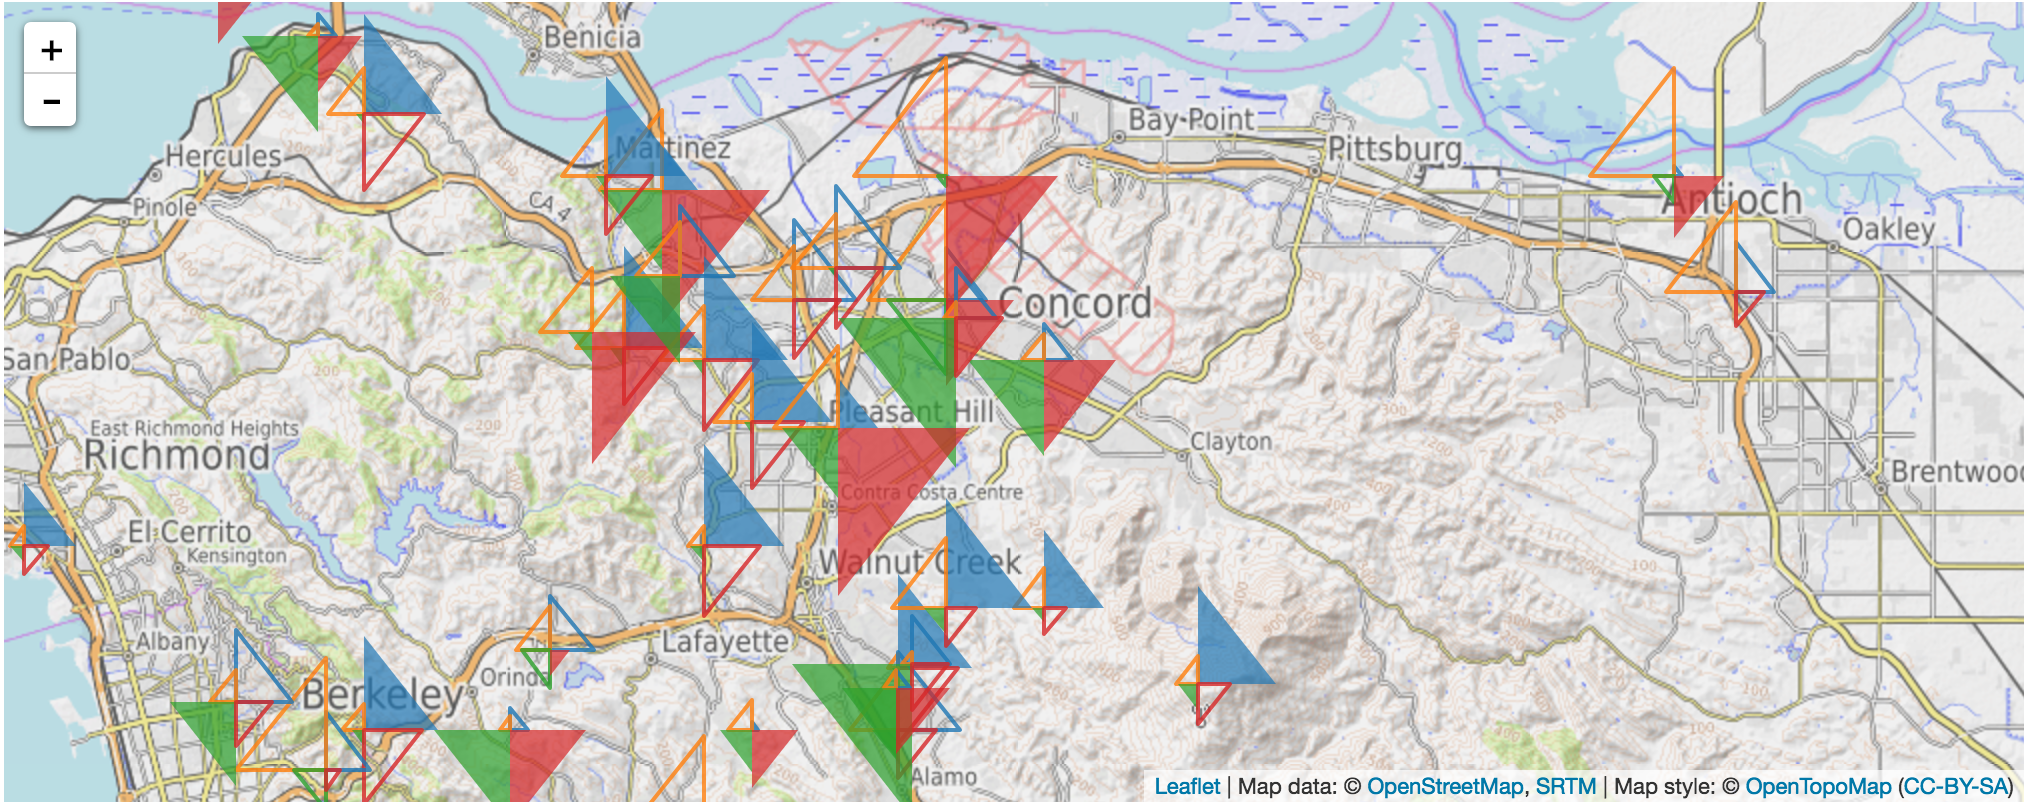 +
-
Benicia
Bay Point
Martinez
Pittsburg
Hercules
CA 4
Pinole
Antioch
Oakley
Concord
San Pablo
Pleasant Hill
East Richmond Heights
Richmond
Clayton
Brentwood
Contra Costa Centre
El Cerrito
Kensington
Walnut Creek
Albany
Lafayette
Orinda
Berkeley
Alamo
Leaflet | Map data: © OpenStreetMap, SRTM | Map style: © OpenTopoMap (CC-BY-SA)